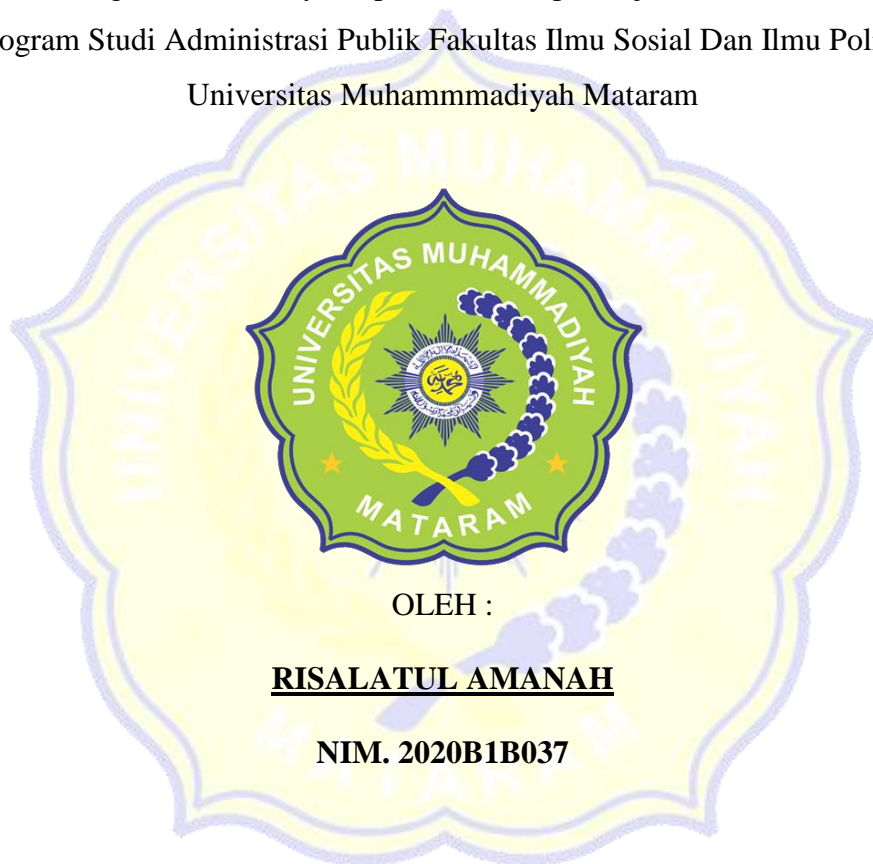 ogram Studi Administrasi Publik Fakultas Ilmu Sosial Dan Ilmu Pol
Universitas Muhammmadiyah Mataram
UNIVERSITAS MUHAMMADIYAH
MATARAM
OLEH :
RISALATUL AMANAH
NIM. 2020B1B037